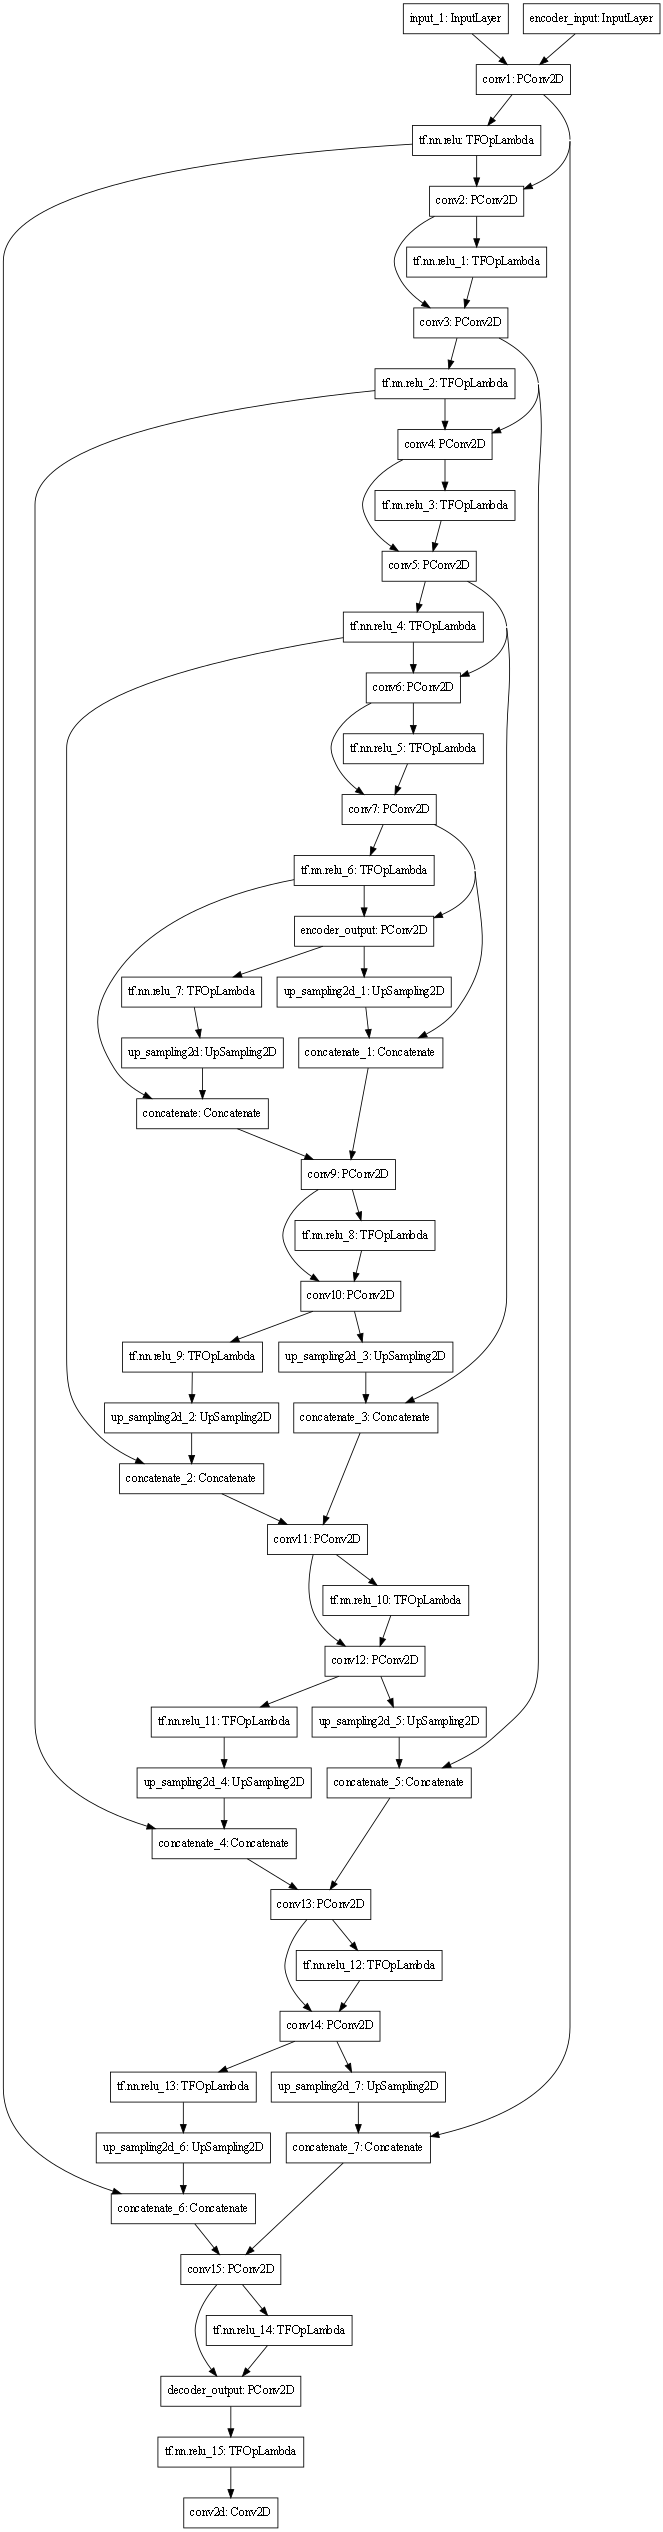 input_1: InputLayer
encoder_input: InputLayer
conv1: PConv2D
tf.nn.relu: TFOpLambda
conv2: PConv2D
tf.nn.relu_1: TFOpLambda
conv3: PConv2D
tf.nn.relu_2: TFOpLambda
conv4: PConv2D
tf.nn.relu_3: TFOpLambda
conv5: PConv2D
tf.nn.relu_4: TFOpLambda
conv6: PConv2D
tf.nn.relu_5: TFOpLambda
conv7: PConv2D
tf.nn.relu_6: TFOpLambda
encoder_output: PConv2D
tf.nn.relu_7: TFOpLambda
up_sampling2d_1: UpSampling2D
up_sampling2d: UpSampling2D
concatenate_1: Concatenate
concatenate: Concatenate
conv9: PConv2D
tf.nn.relu_8: TFOpLambda
conv10: PConv2D
tf.nn.relu_9: TFOpLambda
up_sampling2d_3: UpSampling2D
up_sampling2d_2: UpSampling2D
concatenate_3: Concatenate
concatenate_2: Concatenate
conv11: PConv2D
tf.nn.relu_10: TFOpLambda
conv12: PConv2D
tf.nn.relu_11: TFOpLambda
up_sampling2d_5: UpSampling2D
up_sampling2d_4: UpSampling2D
concatenate_5: Concatenate
concatenate_4: Concatenate
conv13: PConv2D
tf.nn.relu_12: TFOpLambda
conv14: PConv2D
tf.nn.relu_13: TFOpLambda
up_sampling2d_7: UpSampling2D
up_sampling2d_6: UpSampling2D
concatenate_7: Concatenate
concatenate_6: Concatenate
conv15: PConv2D
tf.nn.relu_14: TFOpLambda
decoder_output: PConv2D
tf.nn.relu_15: TFOpLambda
conv2d: Conv2D